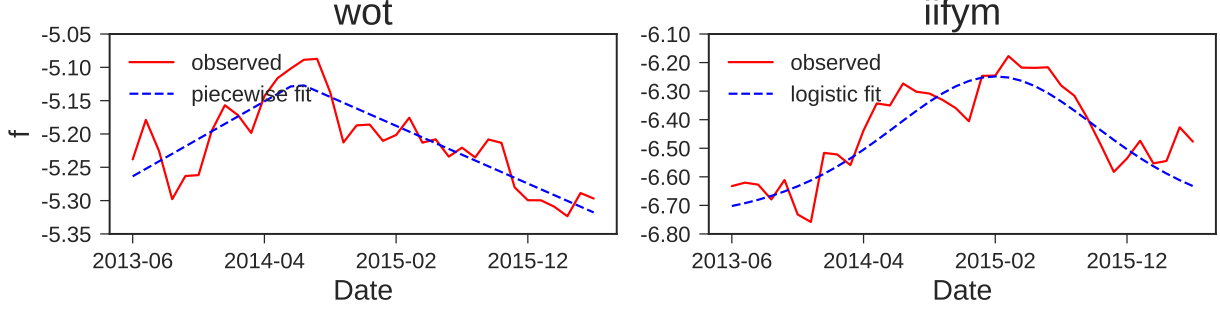 wot
-5.05
-5.10
-5.15
-5.20
-5.25
-5.30
-5.35
f
observed
piecewise fit
2013-06 2014-04 2015-02 2015-12
Date
iifym
-6.10
-6.20
-6.30
-6.40
-6.50
-6.60
-6.70
-6.80
observed
logistic fit
2013-06 2014-04 2015-02 2015-12
Date